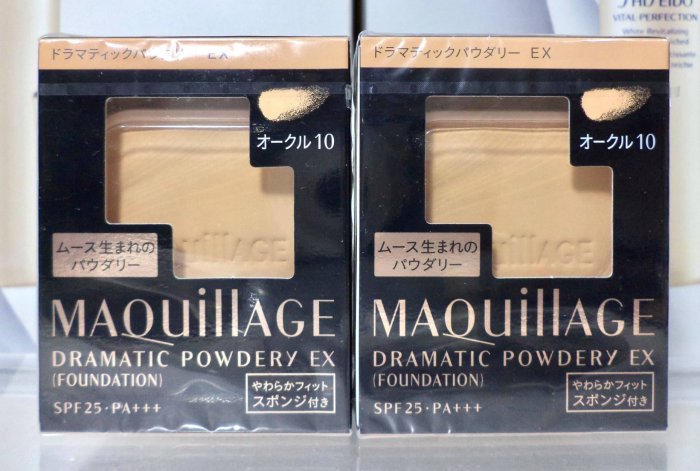 ドラマティックパウダリー EX
オークル10
ムース生まれの
パウダリー
MAQuillAGE
MAQuillAGE
DRAMATIC POWDERY EX
(FOUNDATION)
やわらかフィット
スポンジ付き
SPF25・PA+++
ドラマティックパウダリー EX
オークル10
ムース生まれの
パウダリー
MAQuillAGE
MAQuillAGE
DRAMATIC POWDERY EX
(FOUNDATION)
やわらかフィット
スポンジ付き
SPF25・PA+++
SHISEIDO
VITAL-PERFECTION
White Revitalizing